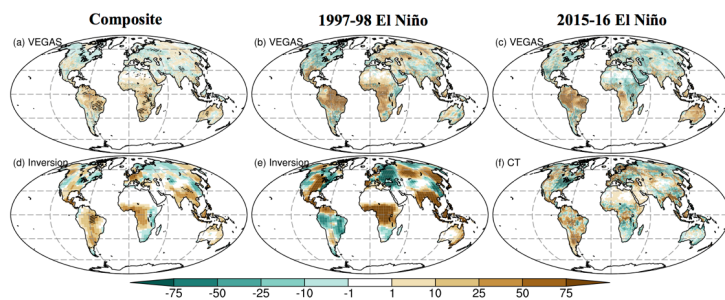 Composite 1997-98 El Niño 2015-16 El Niño
(a) VEGAS (b) VEGAS (c) VEGAS
(d) Inversion (e) Inversion (f) CT
-75 -50 -25 -10 -1 1 10 25 50 75